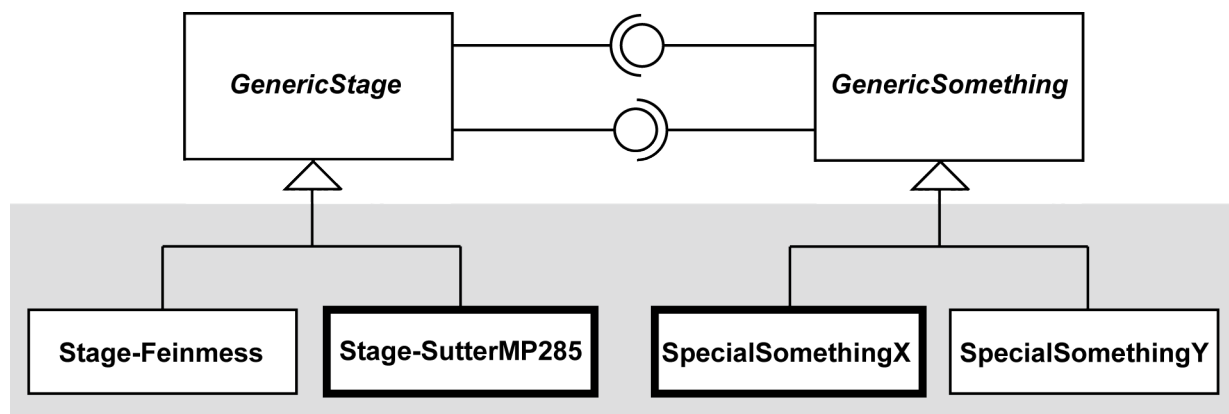 GenericStage
GenericSomething
Stage-Feinmess
Stage-SutterMP285
SpecialSomethingX
SpecialSomethingY